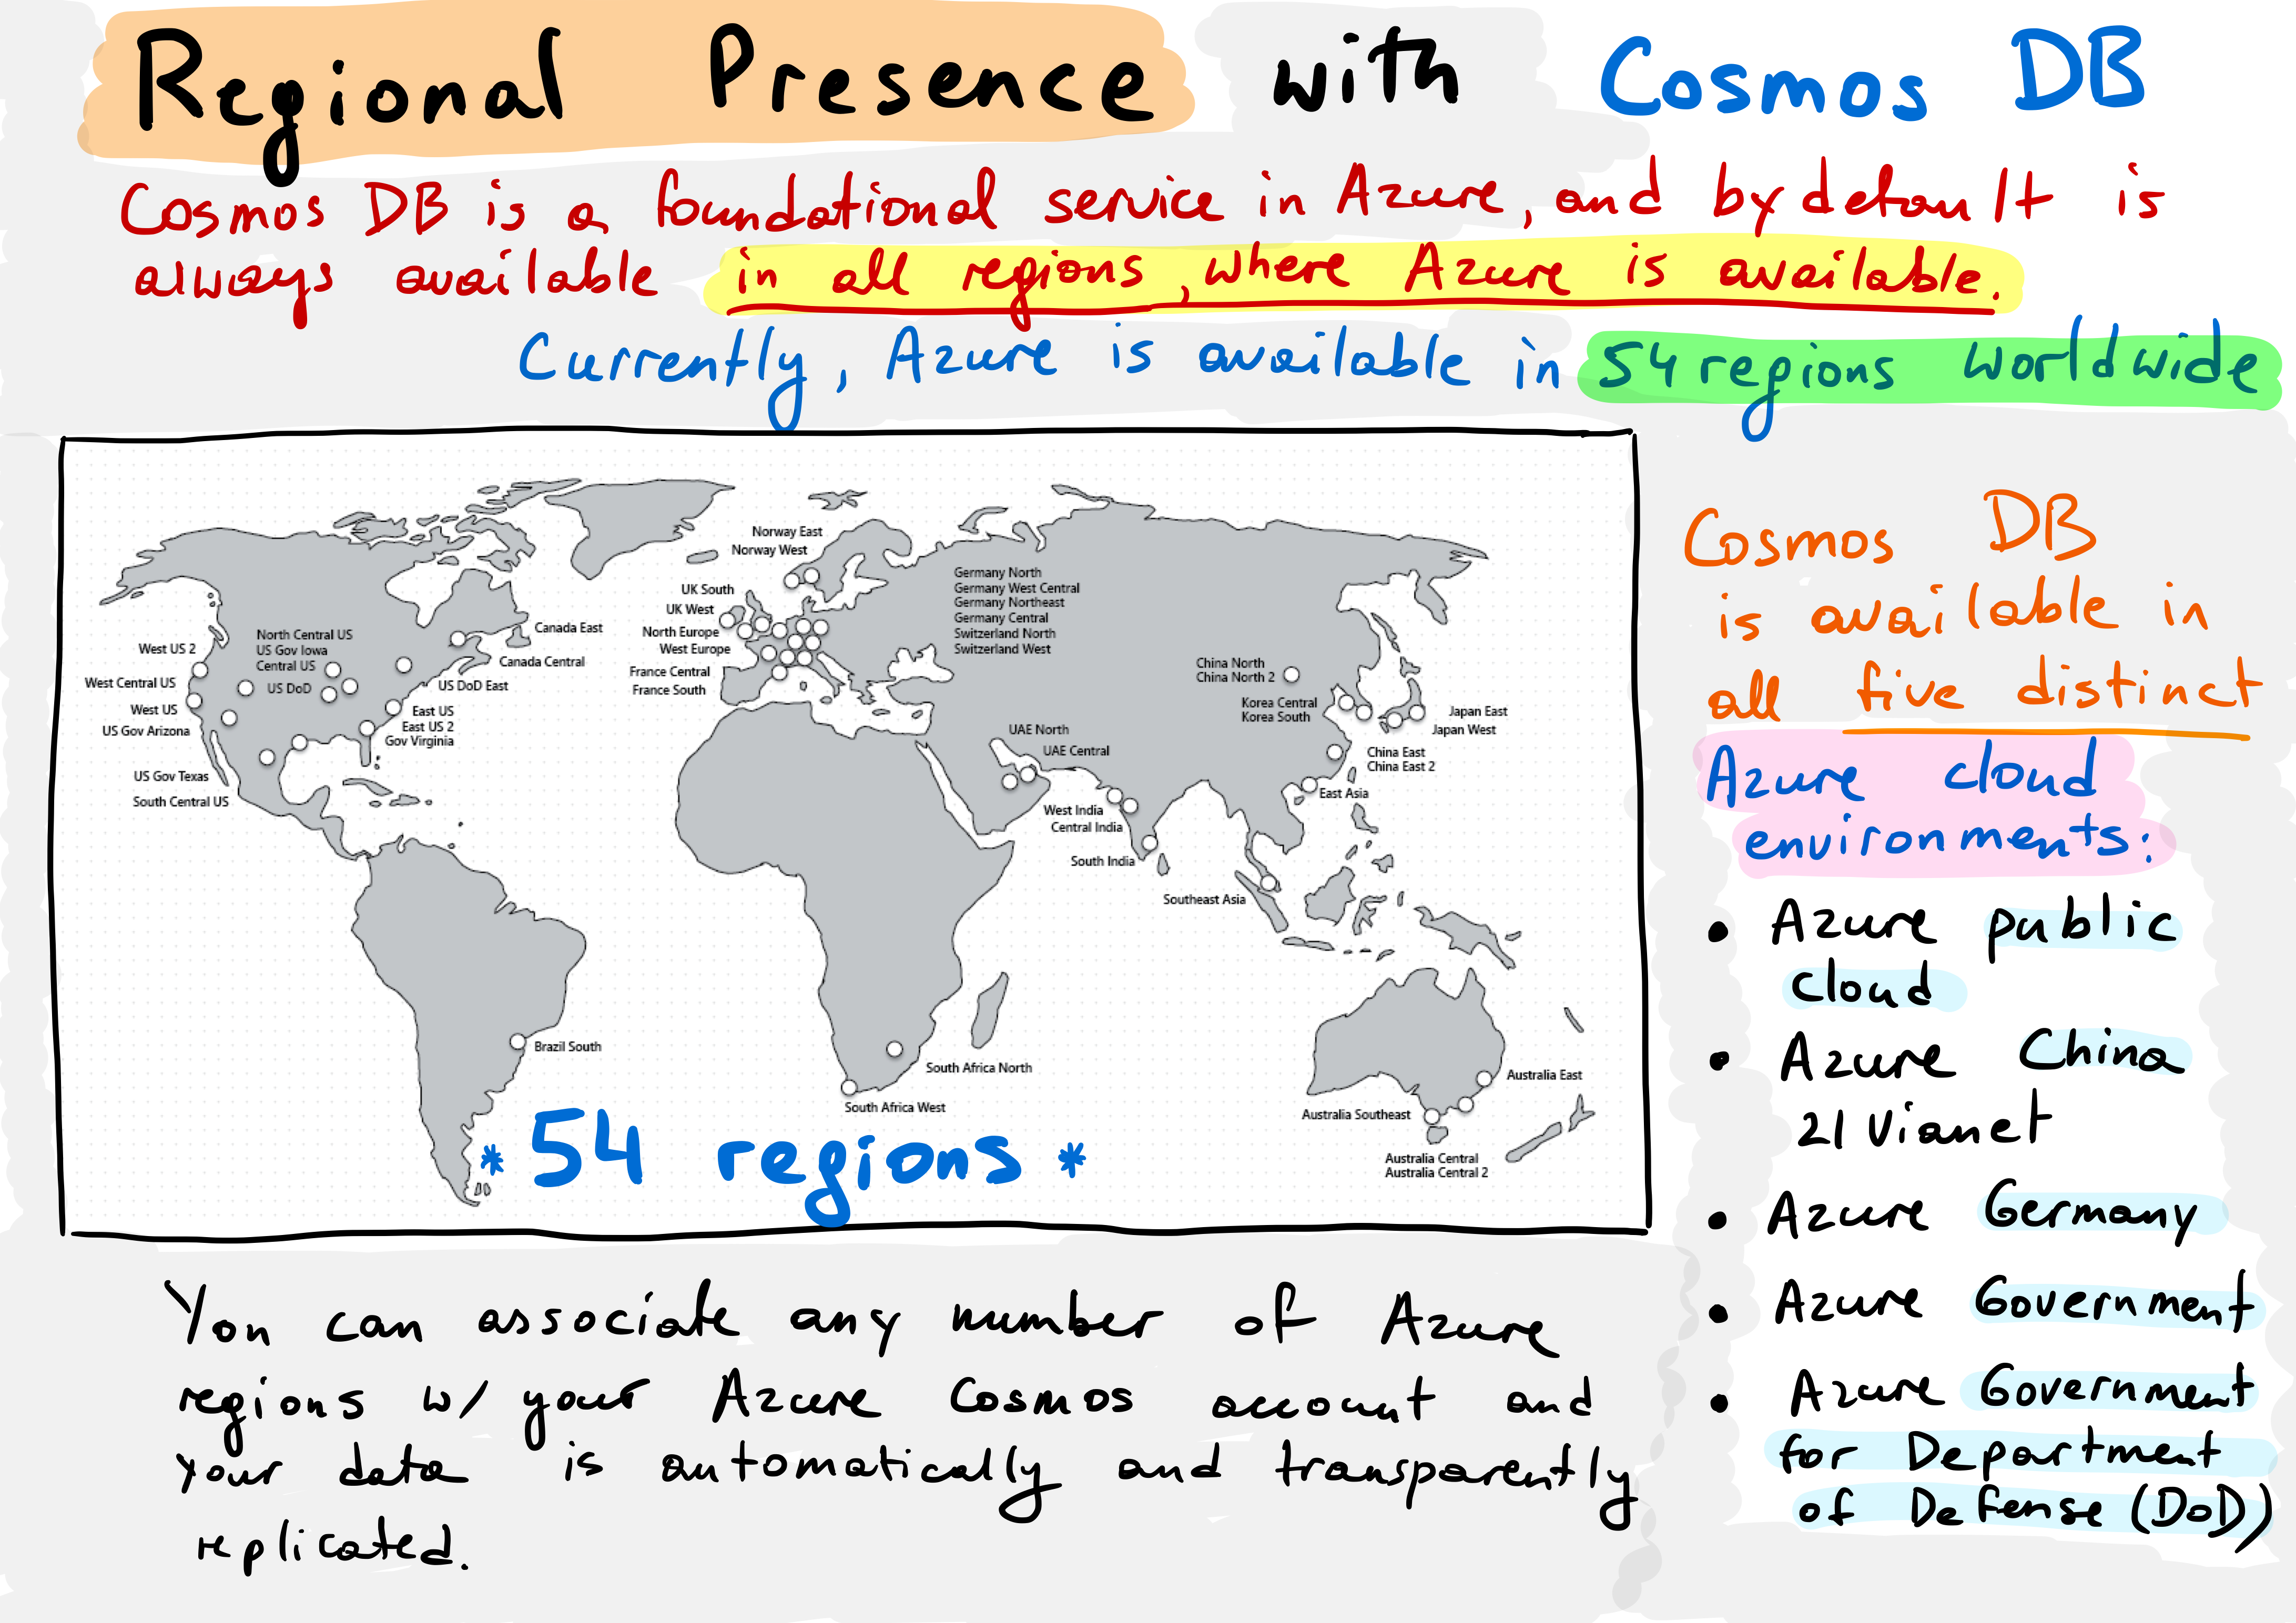 Regional Presence with Cosmos DB
Cosmos DB is a foundational service in Azure, and by default is
always available in all regions, where Azure is available.
Currently, Azure is available in 54 regions worldwide
Norway East
Norway West
UK South
UK West
North Europe
West Europe
France Central
France South
Germany North
Germany West Central
Germany Northeast
Germany Central
Switzerland North
Switzerland West
Canada East
Canada Central
North Central US
US Gov Iowa
Central US
US DoD
West US 2
West Central US
West US
US Gov Arizona
US Gov Texas
South Central US
US DoD East
East US
East US 2
Gov Virginia
China North
China North 2
Korea Central
Korea South
Japan East
Japan West
China East
China East 2
East Asia
UAE North
UAE Central
West India
Central India
South India
Southeast Asia
Brazil South
South Africa North
South Africa West
Australia East
Australia Southeast
Australia Central
Australia Central 2
* 54 regions *
Cosmos DB
is available in
all five distinct
Azure cloud
environments:
• Azure public
cloud
• Azure China
21 Vianet
• Azure Germany
• Azure Government
• Azure Government
for Department
of Defense (DoD)
You can associate any number of Azure
regions w/ your Azure Cosmos account and
your data is automatically and transparently
replicated.